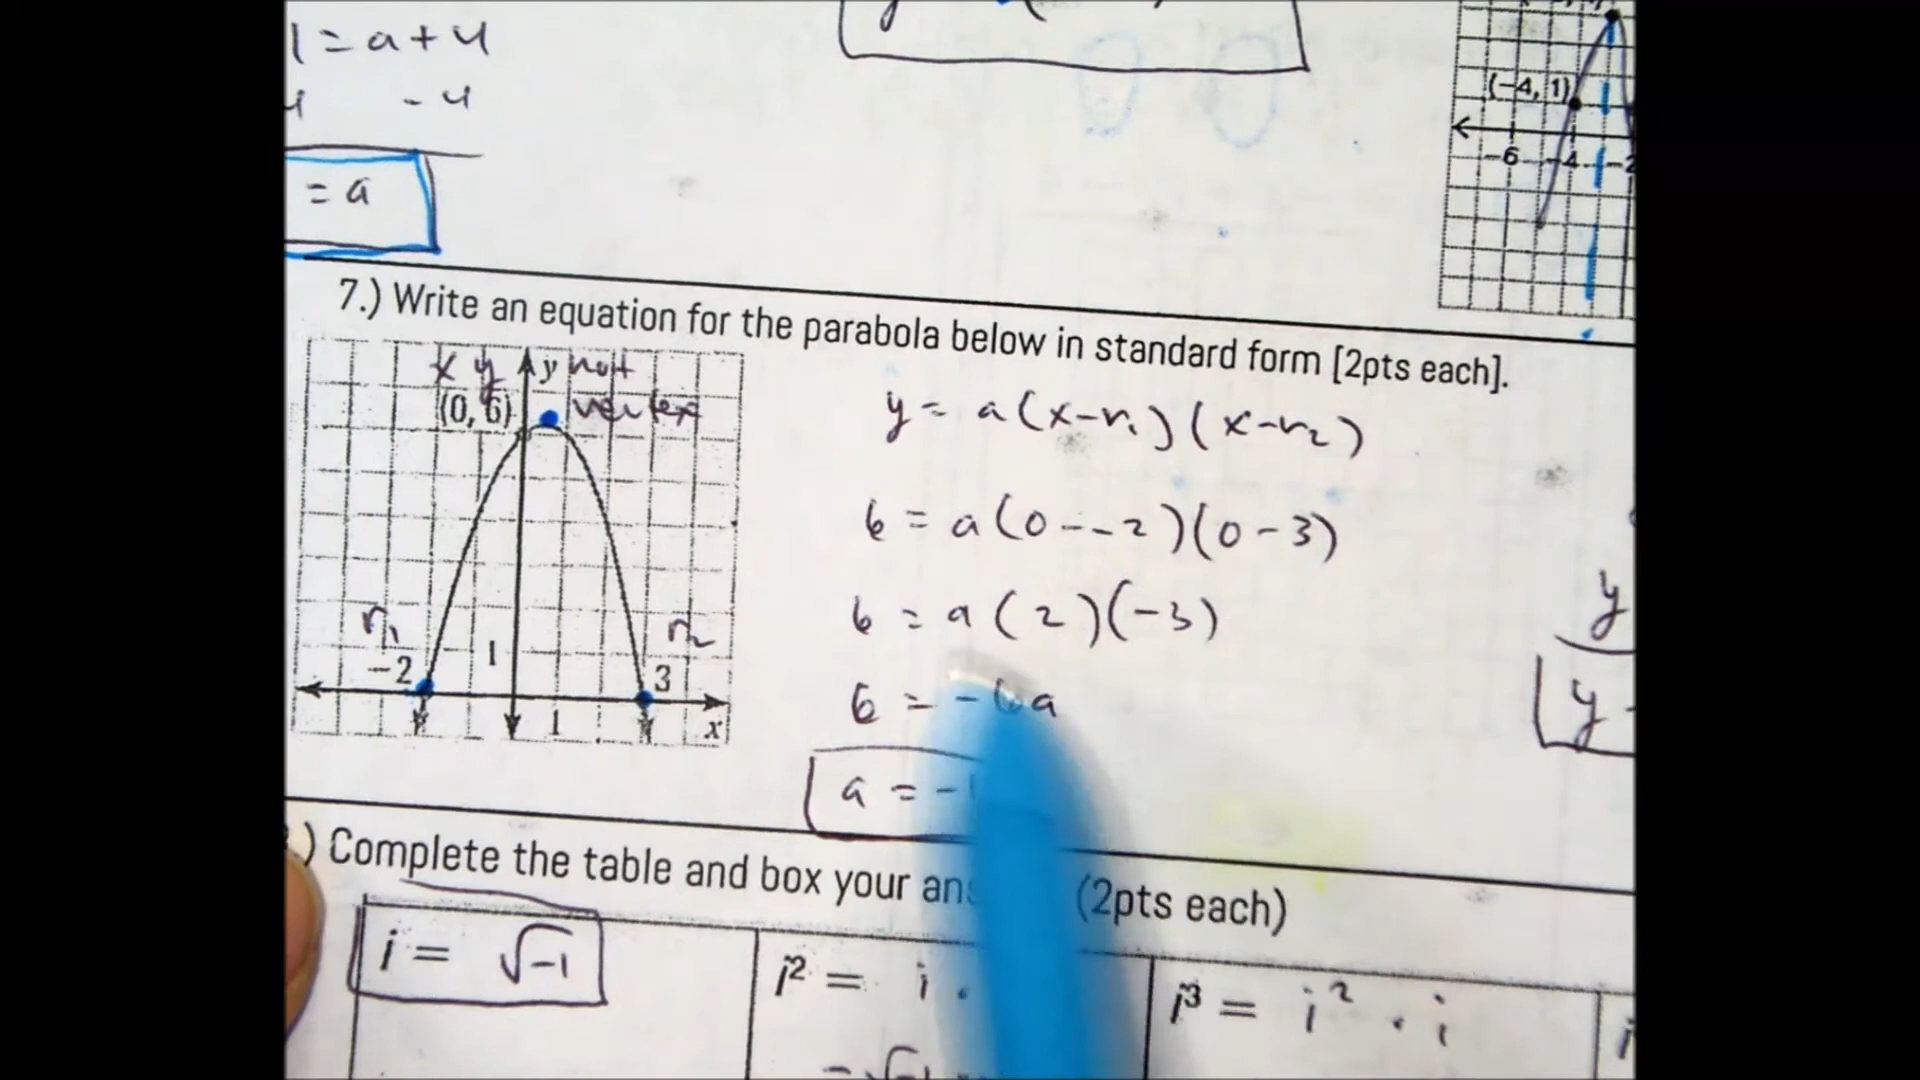 1 = a + 4
- 4
= a
(-4, 1)
-6 -4 -2
7.) Write an equation for the parabola below in standard form [2pts each].
x y y not
(0, 6) vertex
r₁ r₂
-2 1 3
1 x
y = a(x-r₁)(x-r₂)
6 = a(0--2)(0-3)
6 = a(2)(-3)
6 = -6a
a = -1
y
y
) Complete the table and box your (2pts each)
i = √-1
i² = i ·
i³ = i² · i